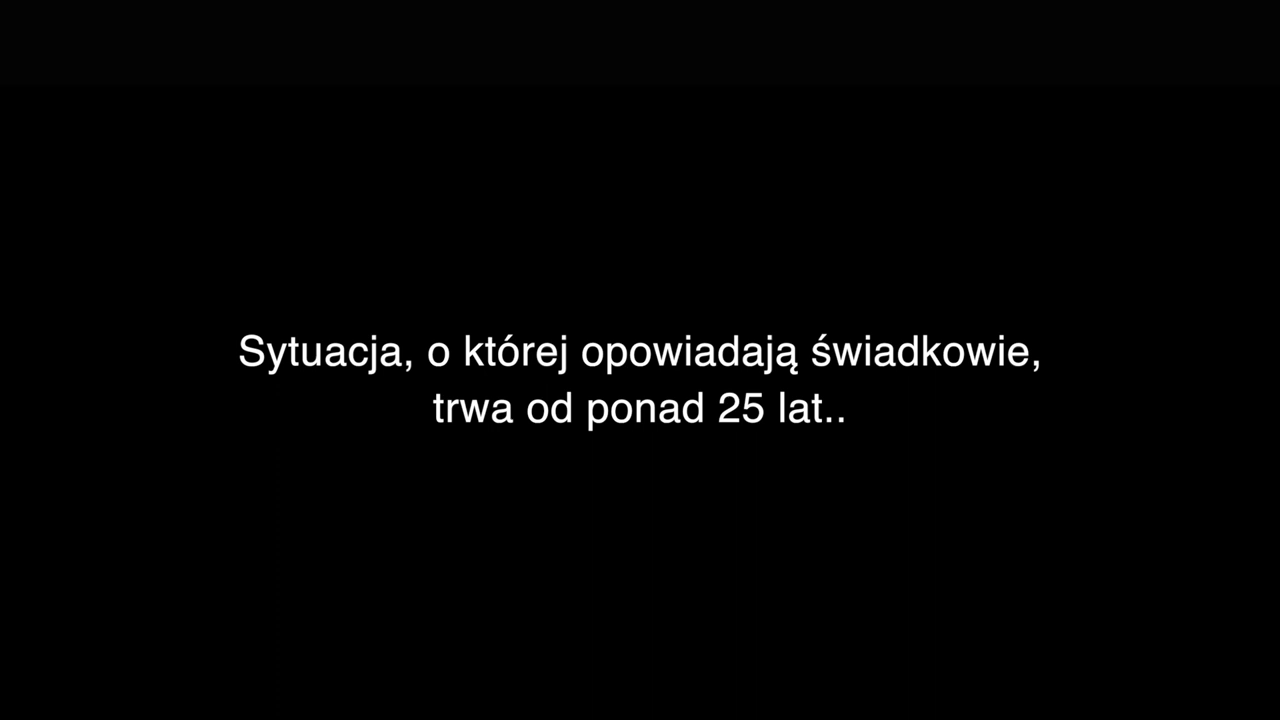 Sytuacja, o której opowiadają świadkowie,
trwa od ponad 25 lat..